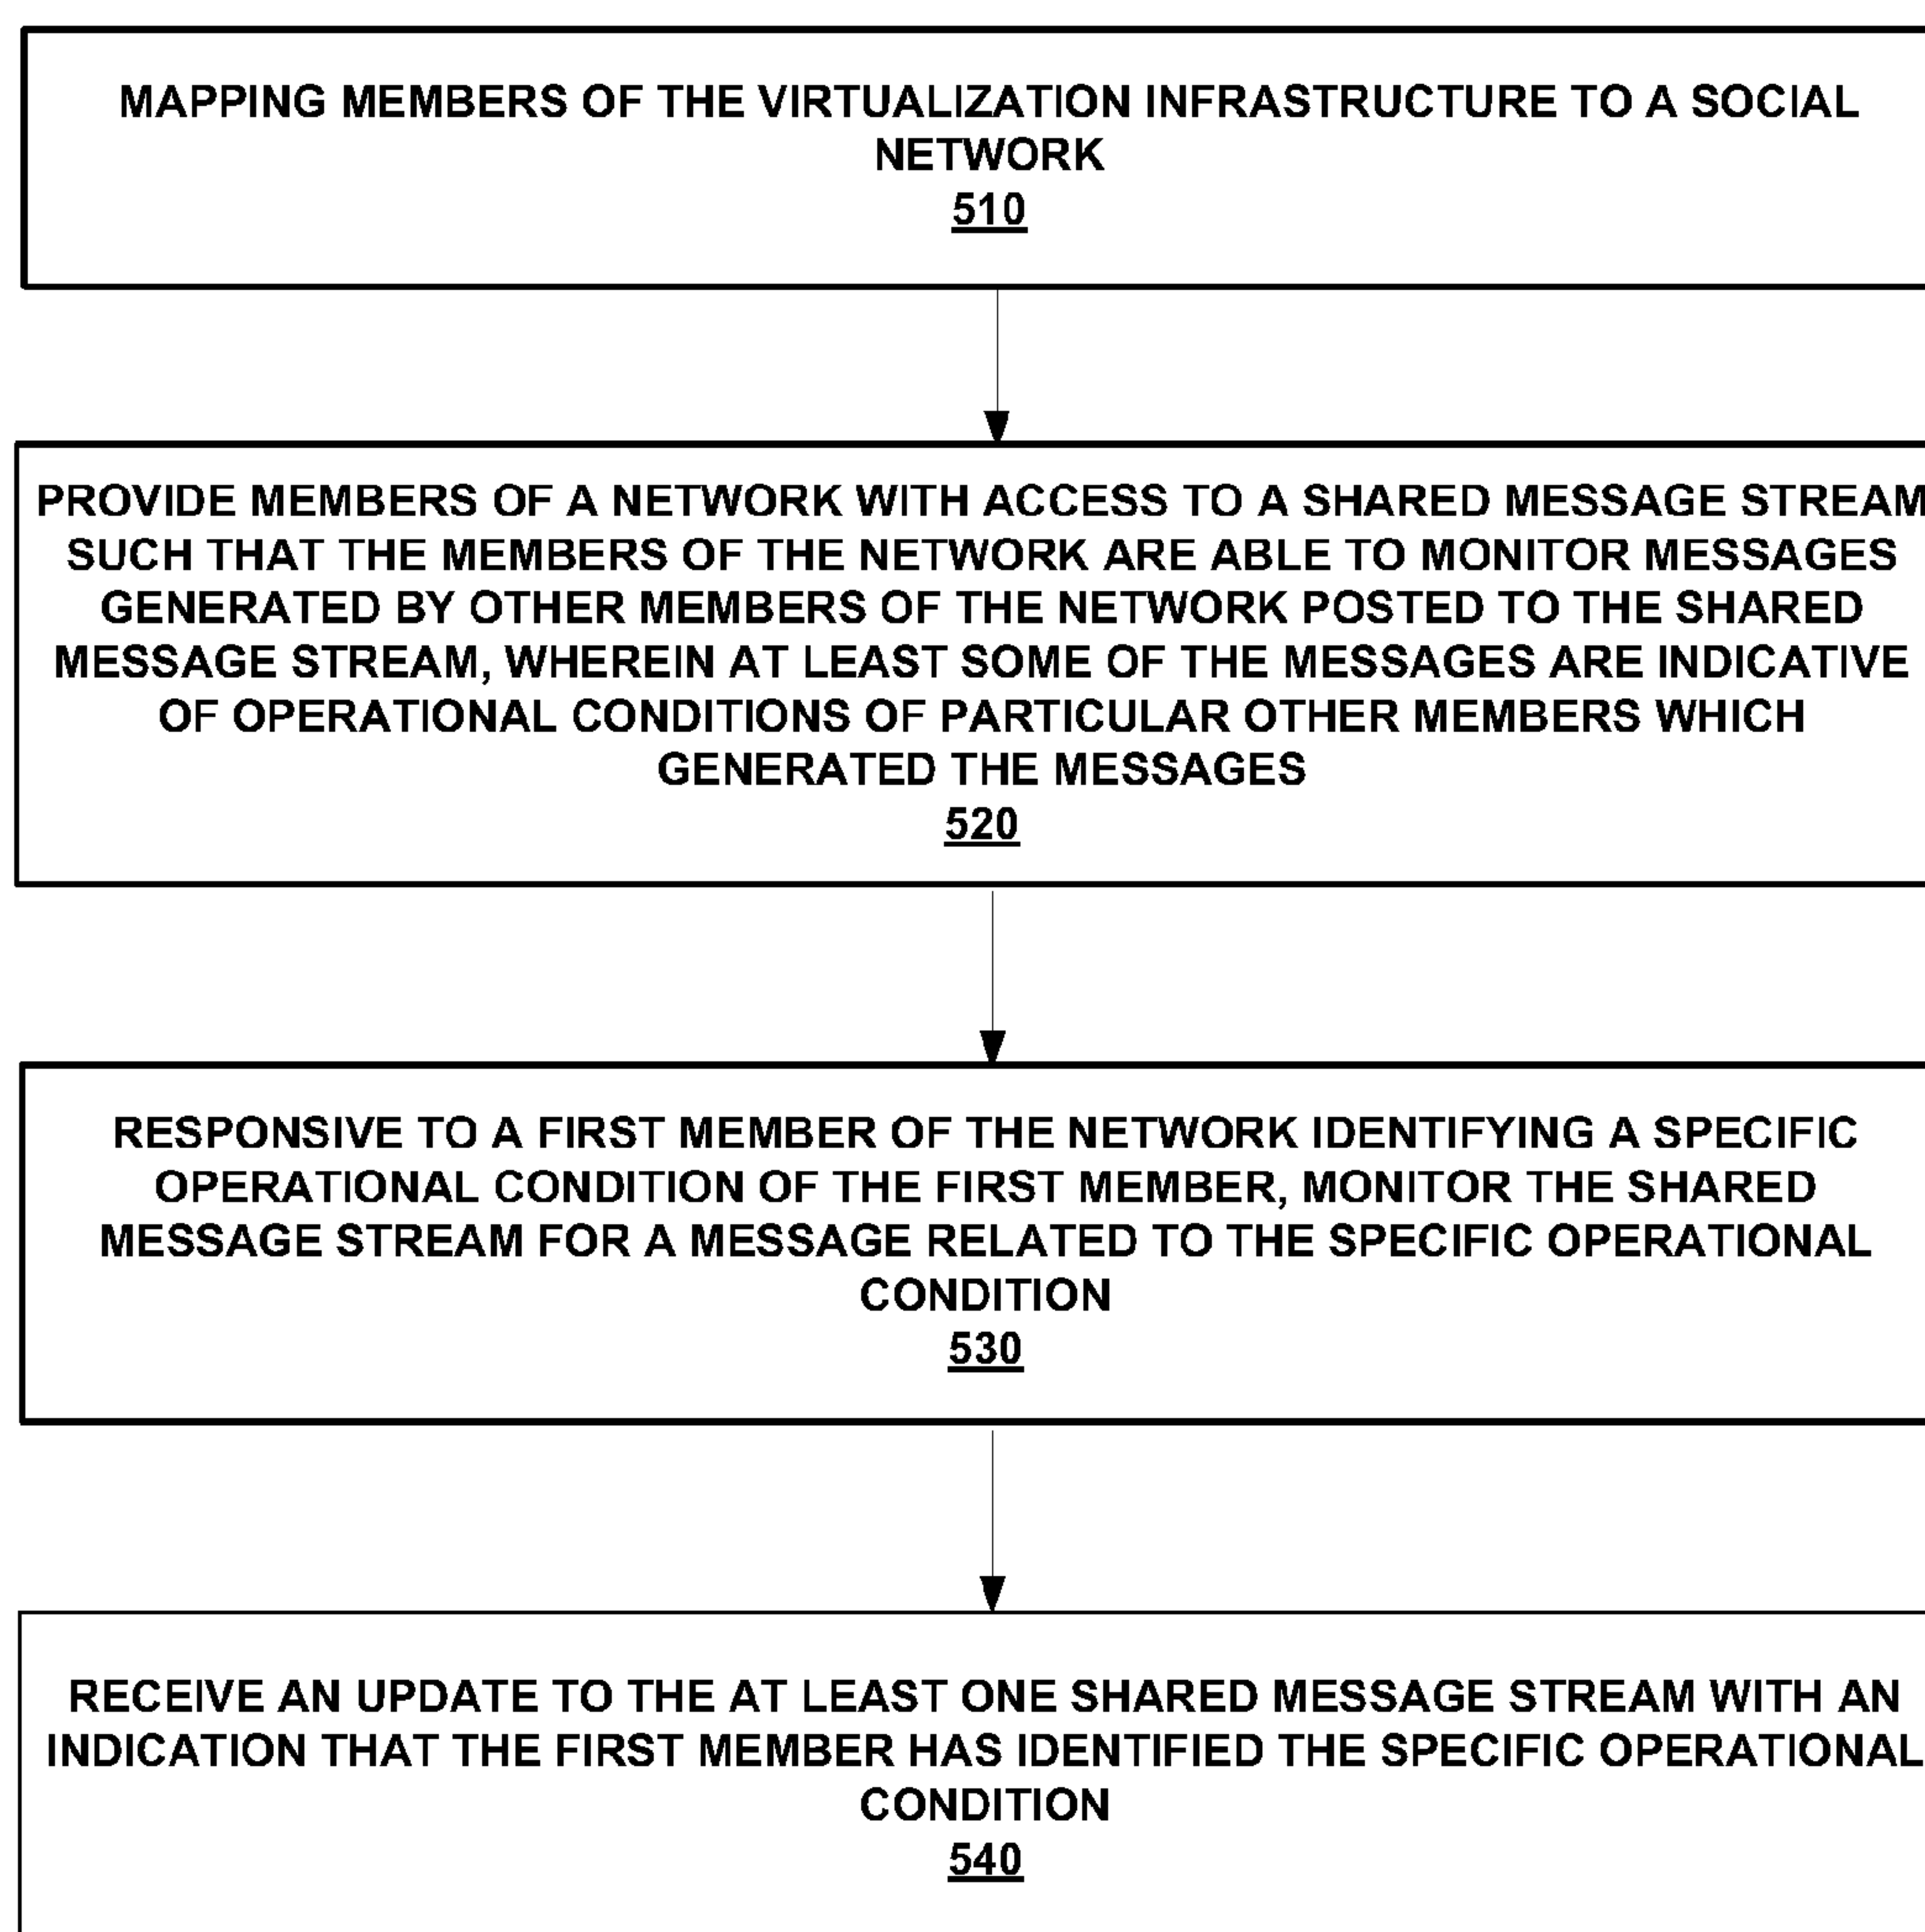 MAPPING MEMBERS OF THE VIRTUALIZATION INFRASTRUCTURE TO A SOCIAL
NETWORK
510
PROVIDE MEMBERS OF A NETWORK WITH ACCESS TO A SHARED MESSAGE STREAM
SUCH THAT THE MEMBERS OF THE NETWORK ARE ABLE TO MONITOR MESSAGES
GENERATED BY OTHER MEMBERS OF THE NETWORK POSTED TO THE SHARED
MESSAGE STREAM, WHEREIN AT LEAST SOME OF THE MESSAGES ARE INDICATIVE
OF OPERATIONAL CONDITIONS OF PARTICULAR OTHER MEMBERS WHICH
GENERATED THE MESSAGES
520
RESPONSIVE TO A FIRST MEMBER OF THE NETWORK IDENTIFYING A SPECIFIC
OPERATIONAL CONDITION OF THE FIRST MEMBER, MONITOR THE SHARED
MESSAGE STREAM FOR A MESSAGE RELATED TO THE SPECIFIC OPERATIONAL
CONDITION
530
RECEIVE AN UPDATE TO THE AT LEAST ONE SHARED MESSAGE STREAM WITH AN
INDICATION THAT THE FIRST MEMBER HAS IDENTIFIED THE SPECIFIC OPERATIONAL
CONDITION
540